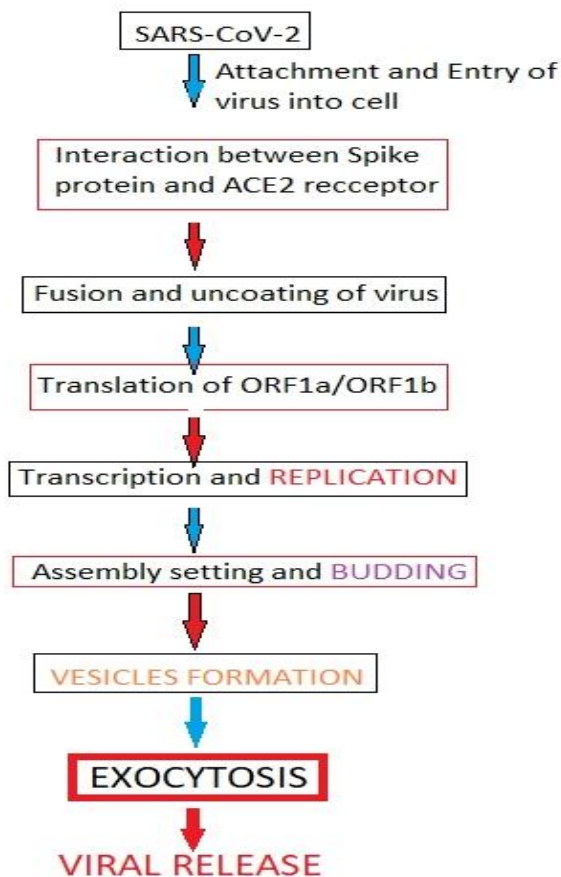 SARS-CoV-2
Attachment and Entry of
virus into cell
Interaction between Spike
protein and ACE2 recceptor
Fusion and uncoating of virus
Translation of ORF1a/ORF1b
Transcription and REPLICATION
Assembly setting and BUDDING
VESICLES FORMATION
EXOCYTOSIS
VIRAL RELEASE